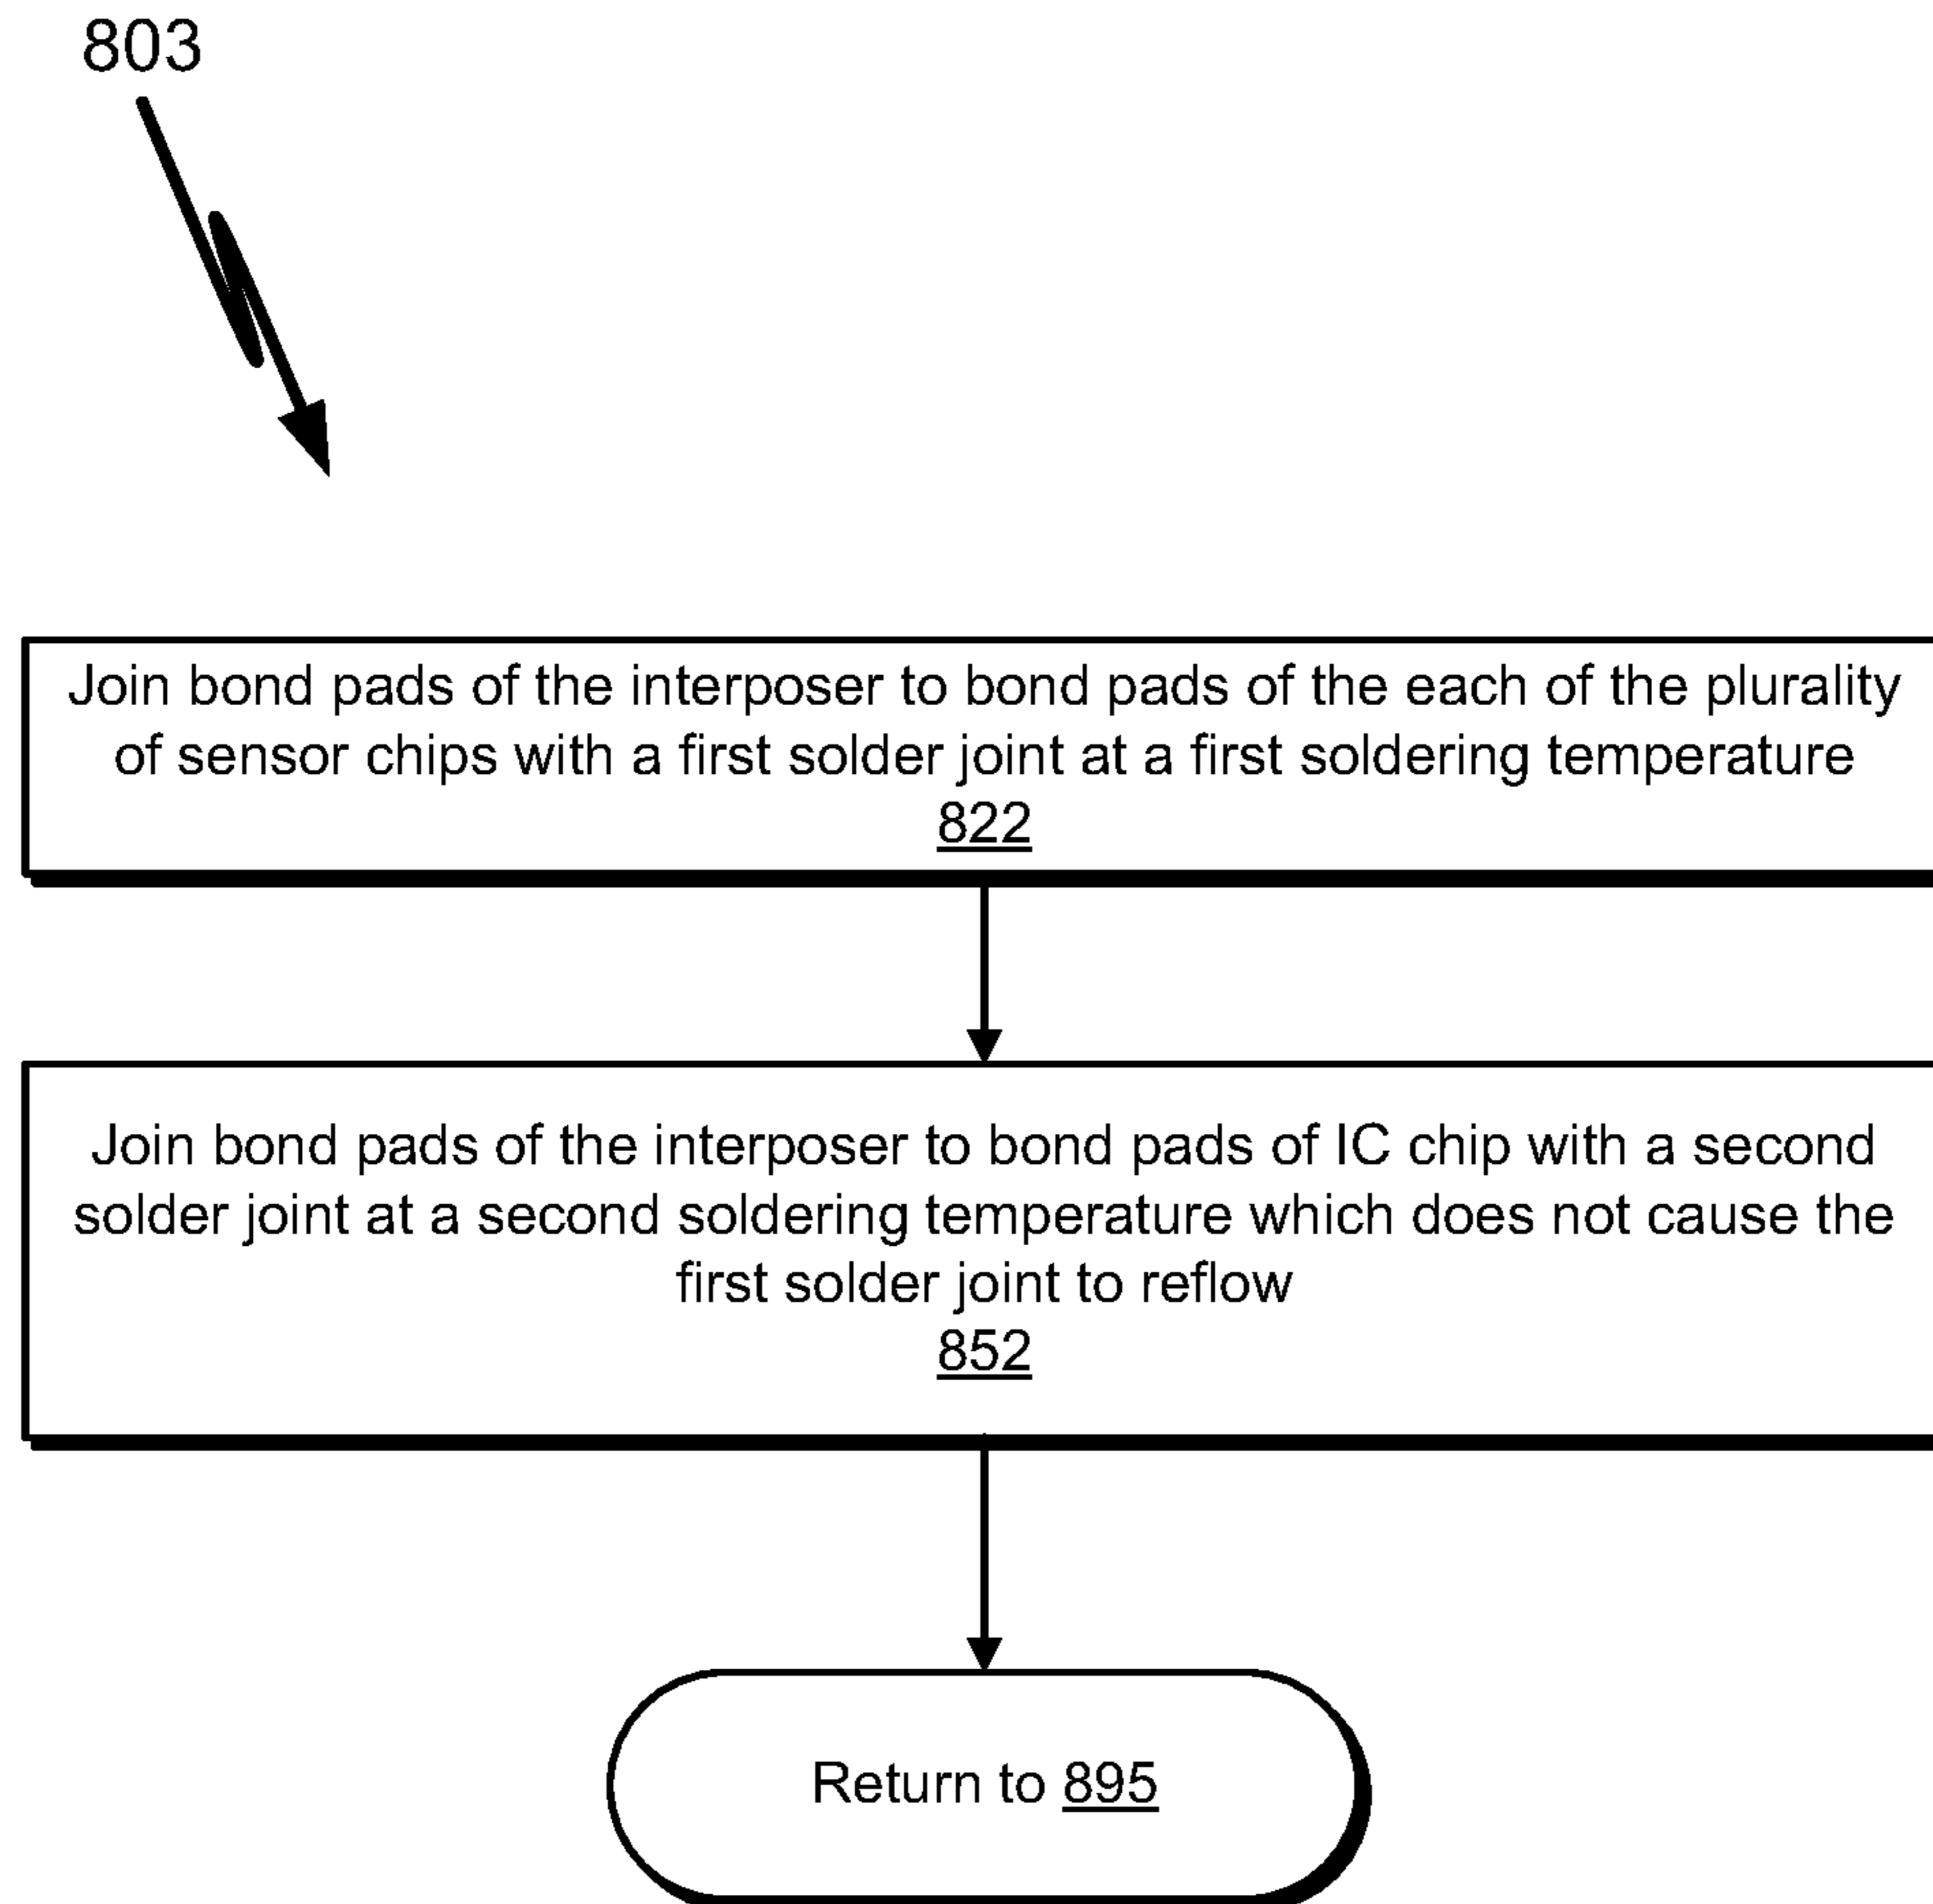 803
Join bond pads of the interposer to bond pads of the each of the plurality
of sensor chips with a first solder joint at a first soldering temperature
822
Join bond pads of the interposer to bond pads of IC chip with a second
solder joint at a second soldering temperature which does not cause the
first solder joint to reflow
852
Return to 895